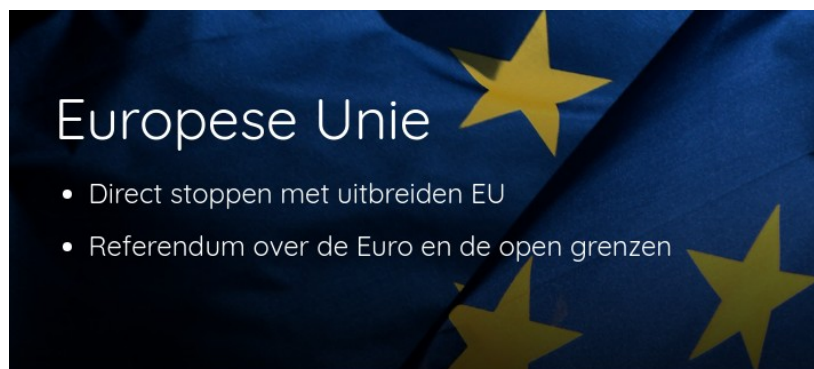 Europese Unie
• Direct stoppen met uitbreiden EU
• Referendum over de Euro en de open grenzen